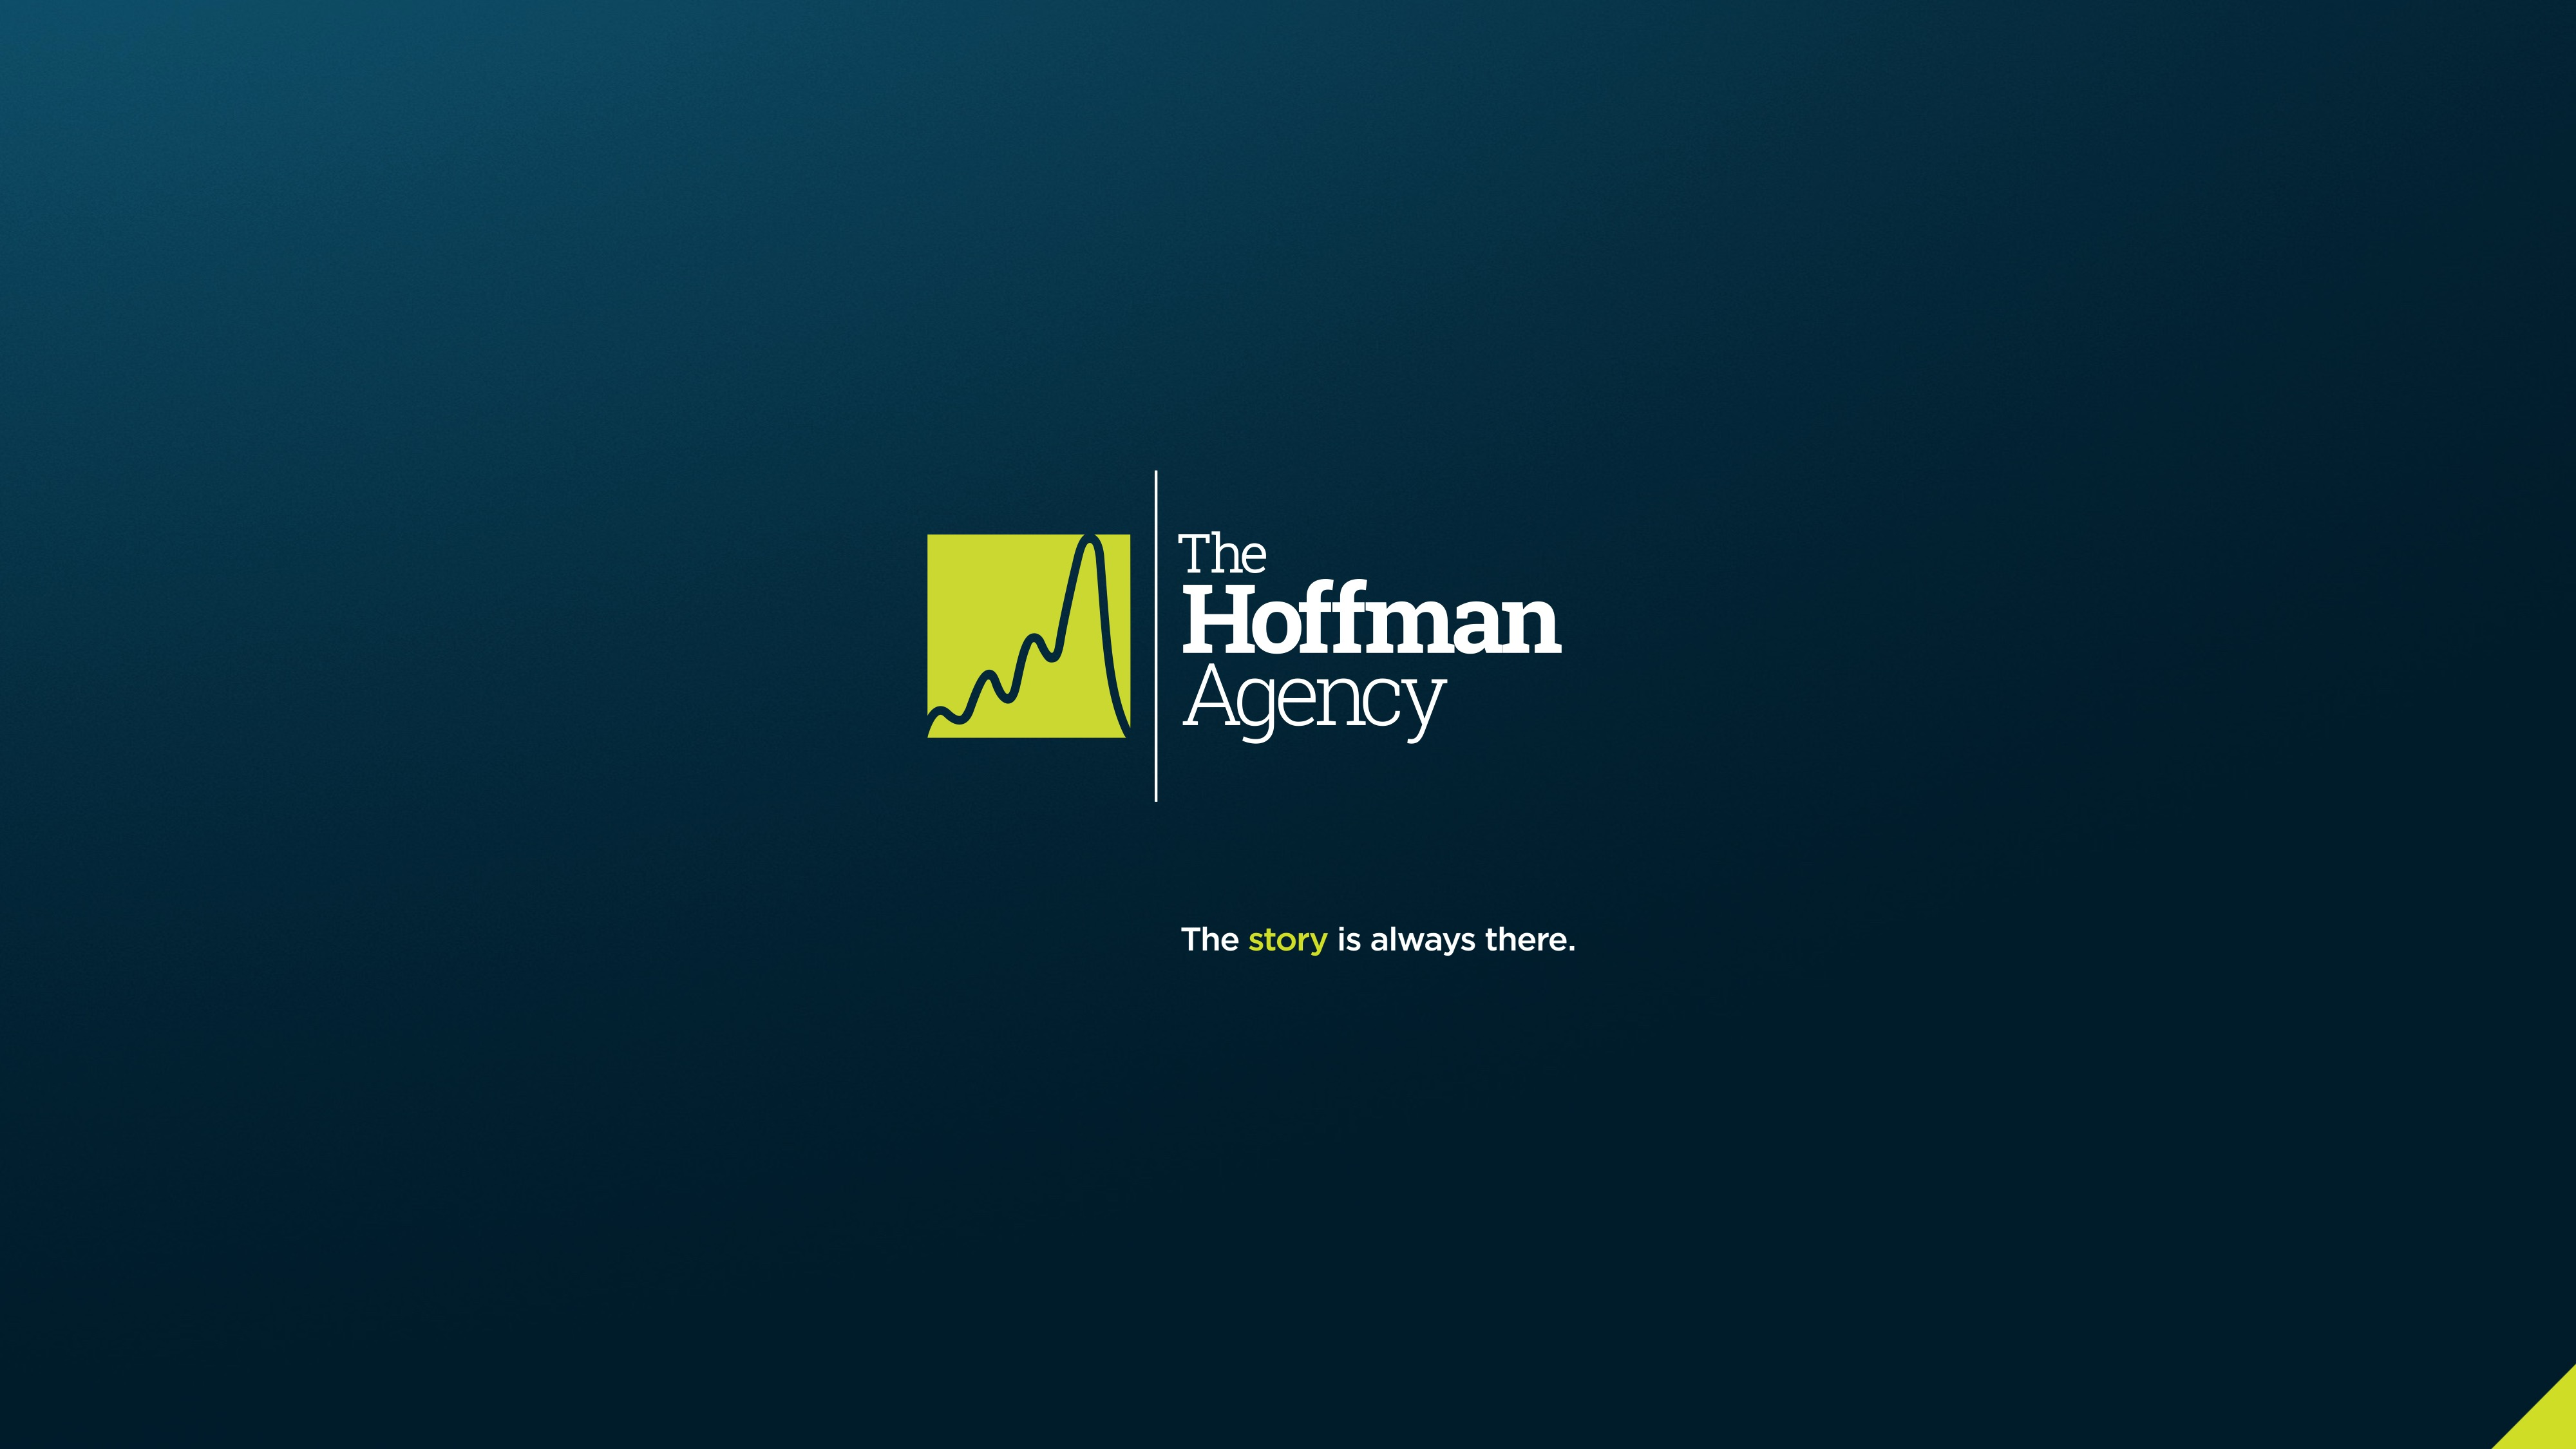 The
Hoffman
Agency
The story is always there.